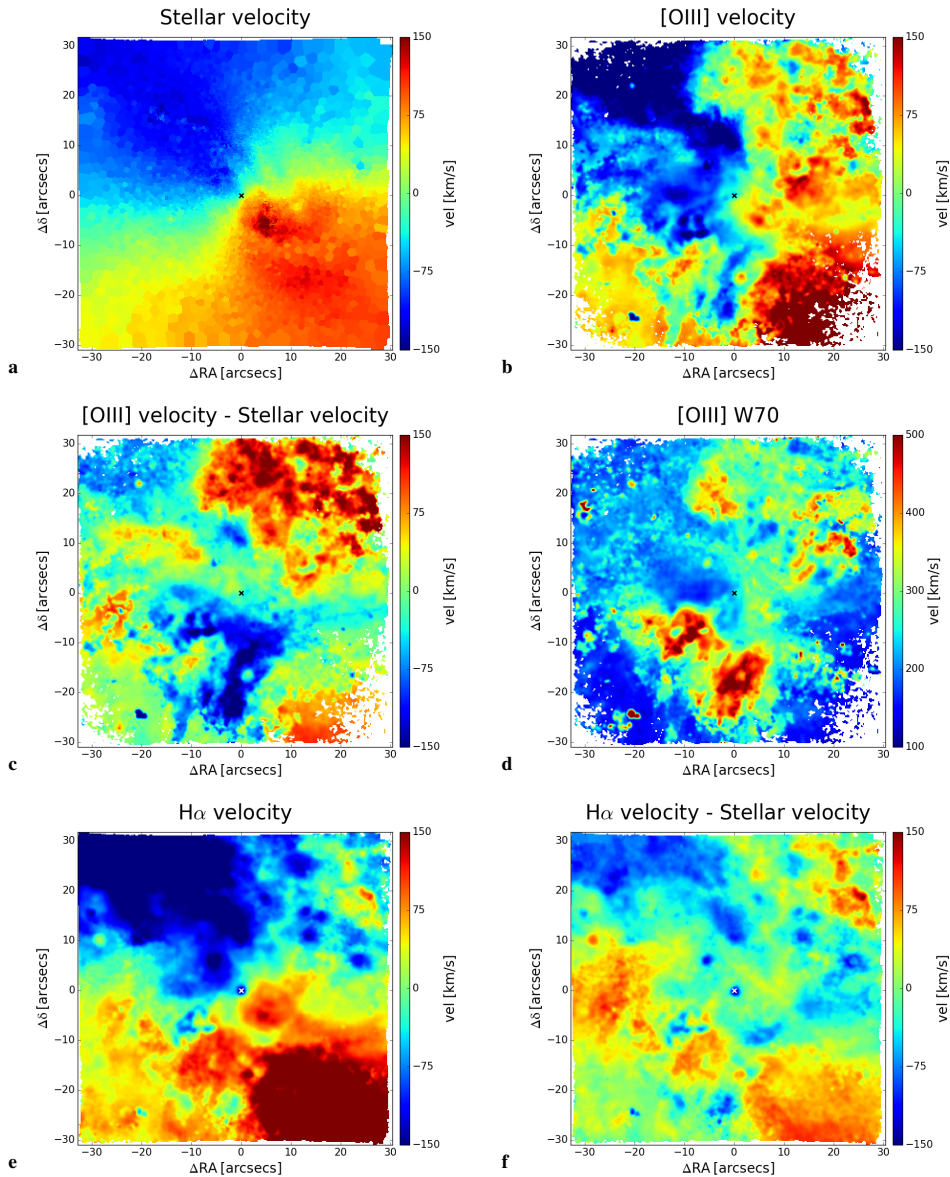 Stellar velocity
[OIII] velocity
30
20
10
0
−10
−20
−30
Δδ [arcsecs]
−30 −20 −10 0 10 20 30
ΔRA [arcsecs]
150
75
0
−75
−150
vel [km/s]
a
30
20
10
0
−10
−20
−30
Δδ [arcsecs]
−30 −20 −10 0 10 20 30
ΔRA [arcsecs]
150
75
0
−75
−150
vel [km/s]
b
[OIII] velocity - Stellar velocity
[OIII] W70
30
20
10
0
−10
−20
−30
Δδ [arcsecs]
−30 −20 −10 0 10 20 30
ΔRA [arcsecs]
150
75
0
−75
−150
vel [km/s]
c
30
20
10
0
−10
−20
−30
Δδ [arcsecs]
−30 −20 −10 0 10 20 30
ΔRA [arcsecs]
500
400
300
200
100
vel [km/s]
d
Hα velocity
Hα velocity - Stellar velocity
30
20
10
0
−10
−20
−30
Δδ [arcsecs]
−30 −20 −10 0 10 20 30
ΔRA [arcsecs]
150
75
0
−75
−150
vel [km/s]
e
30
20
10
0
−10
−20
−30
Δδ [arcsecs]
−30 −20 −10 0 10 20 30
ΔRA [arcsecs]
150
75
0
−75
−150
vel [km/s]
f